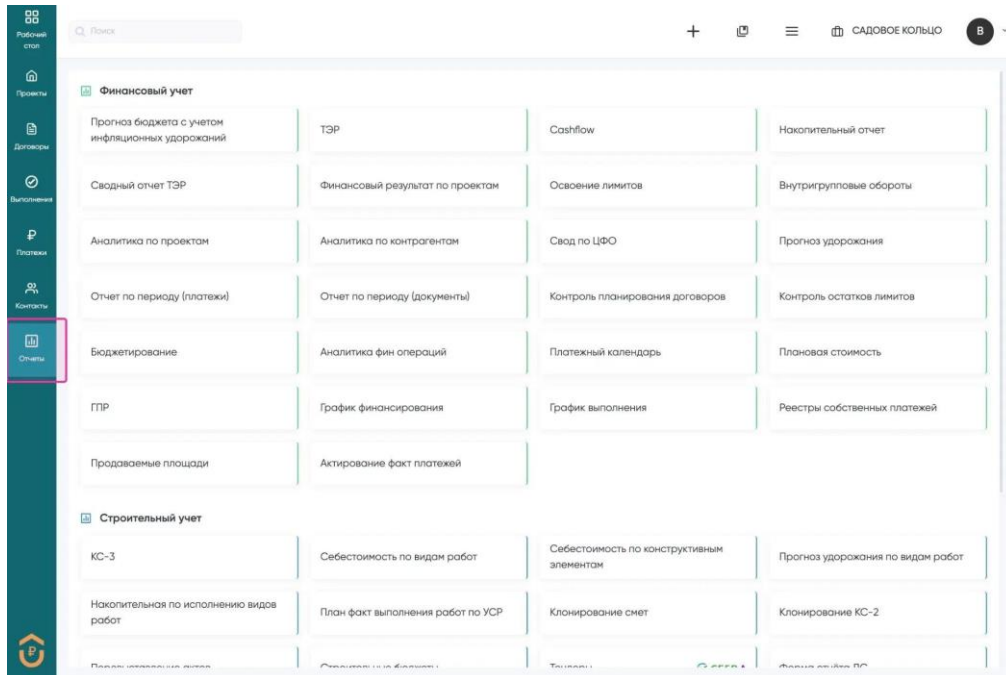 Рабочий
стол
Поиск
САДОВОЕ КОЛЬЦО
В
Проекты
Договоры
Выполнения
Платежи
Контакты
Отчеты
Финансовый учет
Прогноз бюджета с учетом
инфляционных удорожаний
ТЭР
Cashflow
Накопительный отчет
Сводный отчет ТЭР
Финансовый результат по проектам
Освоение лимитов
Внутригрупповые обороты
Аналитика по проектам
Аналитика по контрагентам
Свод по ЦФО
Прогноз удорожания
Отчет по периоду (платежи)
Отчет по периоду (документы)
Контроль планирования договоров
Контроль остатков лимитов
Бюджетирование
Аналитика фин операций
Платежный календарь
Плановая стоимость
ГПР
График финансирования
График выполнения
Реестры собственных платежей
Продаваемые площади
Актирование факт платежей
Строительный учет
КС-3
Себестоимость по видам работ
Себестоимость по конструктивным
элементам
Прогноз удорожания по видам работ
Накопительная по исполнению видов
работ
План факт выполнения работ по УСР
Клонирование смет
Клонирование КС-2
Строительные бюджеты
Тендеры